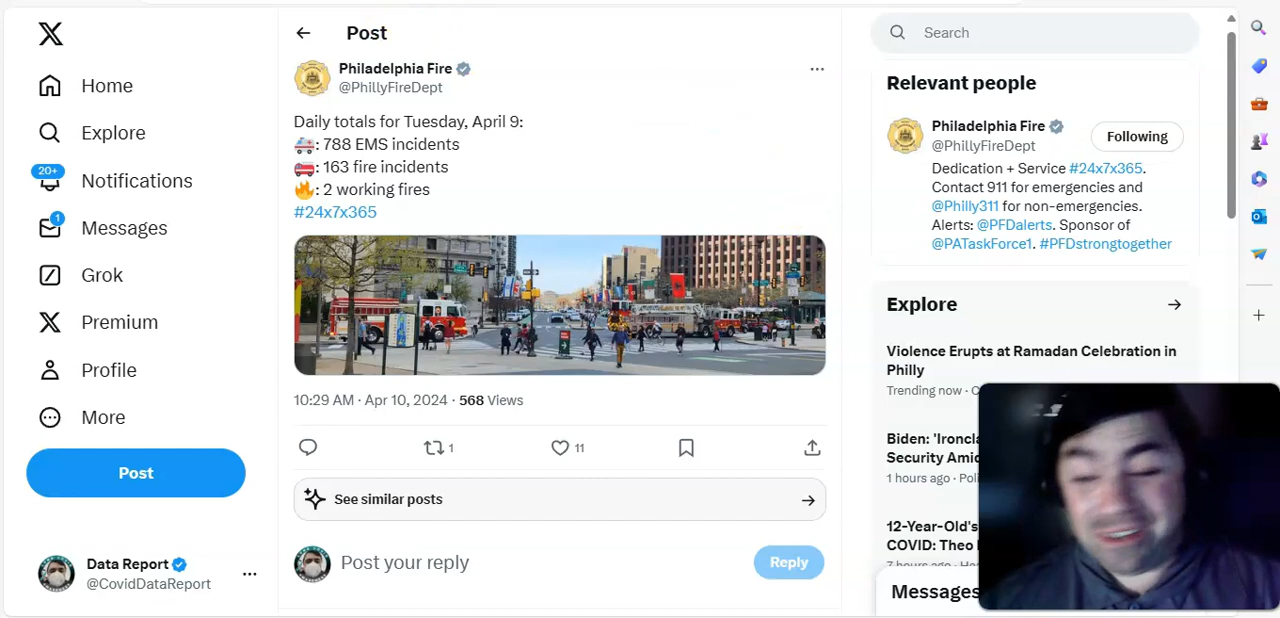 Post
Philadelphia Fire
@PhillyFireDept
Daily totals for Tuesday, April 9:
: 788 EMS incidents
: 163 fire incidents
: 2 working fires
#24x7x365
10:29 AM · Apr 10, 2024 · 568 Views
1
11
See similar posts
Post your reply
Reply
Home
Explore
20+
Notifications
1
Messages
Grok
Premium
Profile
More
Post
Data Report
@CovidDataReport
Search
Relevant people
Philadelphia Fire
@PhillyFireDept
Following
Dedication + Service #24x7x365.
Contact 911 for emergencies and
@Philly311 for non-emergencies.
Alerts: @PFDalerts. Sponsor of
@PATaskForce1. #PFDstrongtogether
Explore
Violence Erupts at Ramadan Celebration in
Philly
Trending now ·
Biden:
Security
1 hours ago ·
12-Year-Old's
COVID: Theo
7 hours ago ·
Messages